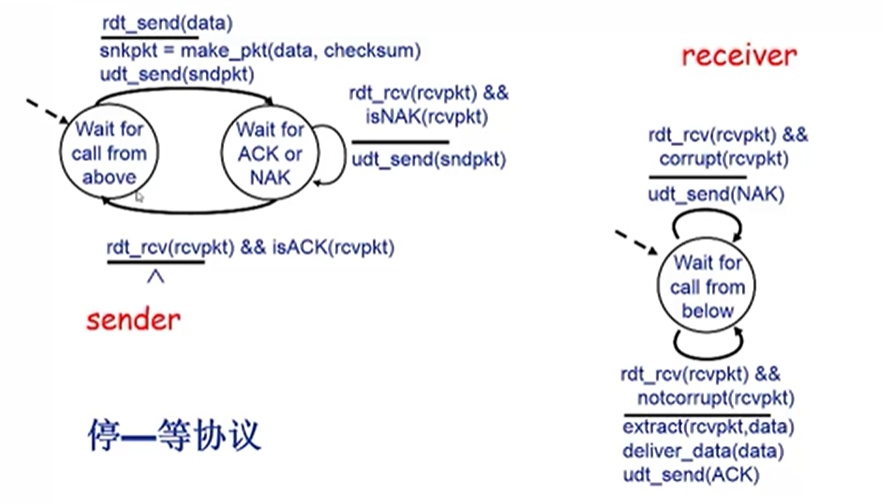 rdt_send(data)
snkpkt = make_pkt(data, checksum)
udt_send(sndpkt)
receiver
rdt_rcv(rcvpkt) &&
isNAK(rcvpkt)
udt_send(sndpkt)
Wait for
call from
above
Wait for
ACK or
NAK
rdt_rcv(rcvpkt) &&
corrupt(rcvpkt)
udt_send(NAK)
rdt_rcv(rcvpkt) && isACK(rcvpkt)
Λ
sender
Wait for
call from
below
rdt_rcv(rcvpkt) &&
notcorrupt(rcvpkt)
extract(rcvpkt,data)
deliver_data(data)
udt_send(ACK)
停—等协议